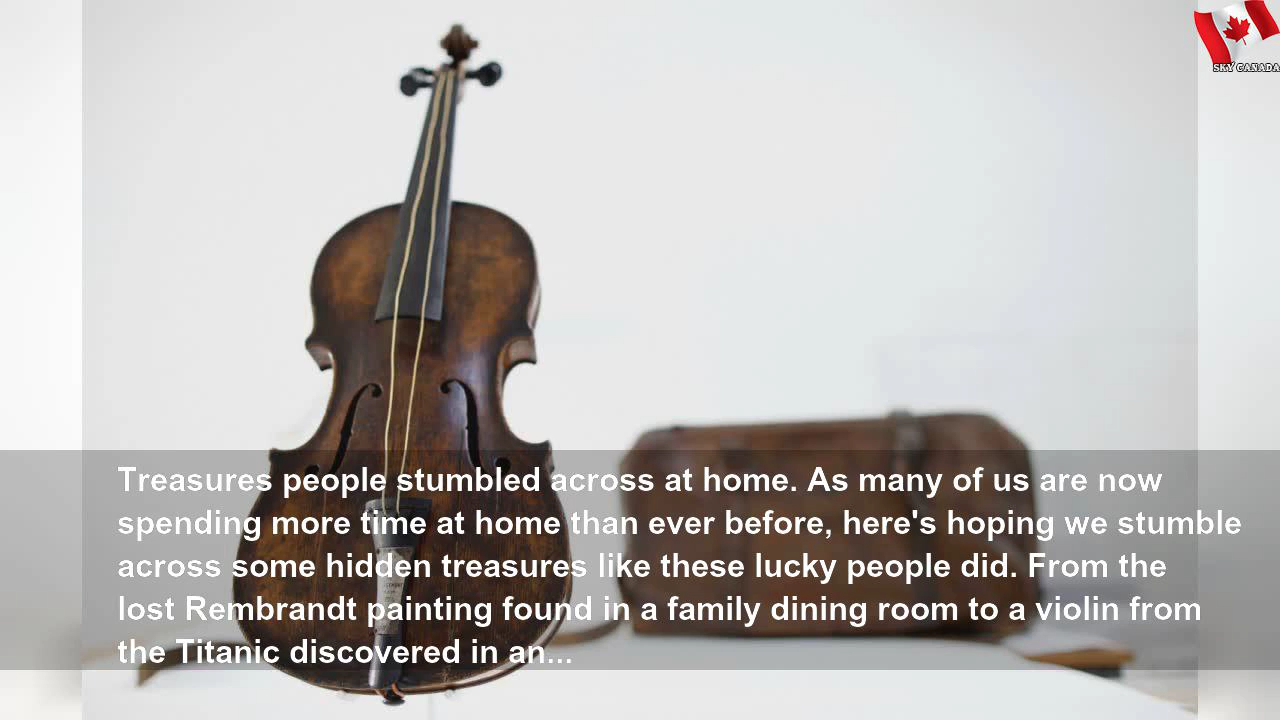 SKY CANADA
Treasures people stumbled across at home. As many of us are now
spending more time at home than ever before, here's hoping we stumble
across some hidden treasures like these lucky people did. From the
lost Rembrandt painting found in a family dining room to a violin from
the Titanic discovered in an...